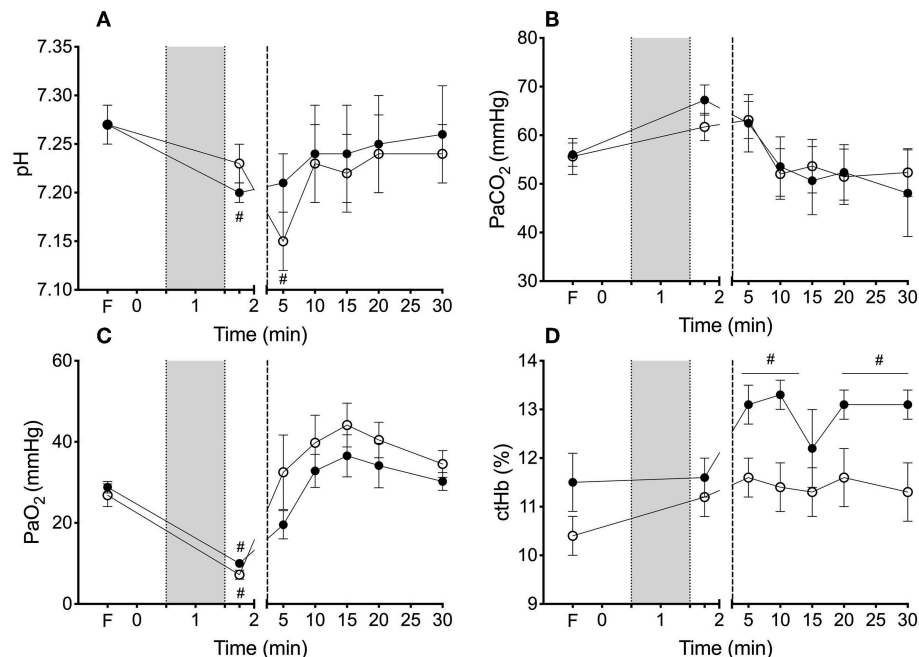 A
7.35
7.30
7.25
7.20
7.15
7.10
pH
#
#
F 0 1 2 5 10 15 20 25 30
Time (min)
B
80
70
60
50
40
30
PaCO2 (mmHg)
F 0 1 2 5 10 15 20 25 30
Time (min)
C
60
40
20
0
PaO2 (mmHg)
#
#
F 0 1 2 5 10 15 20 25 30
Time (min)
D
14
13
12
11
10
9
ctHb (%)
# #
F 0 1 2 5 10 15 20 25 30
Time (min)